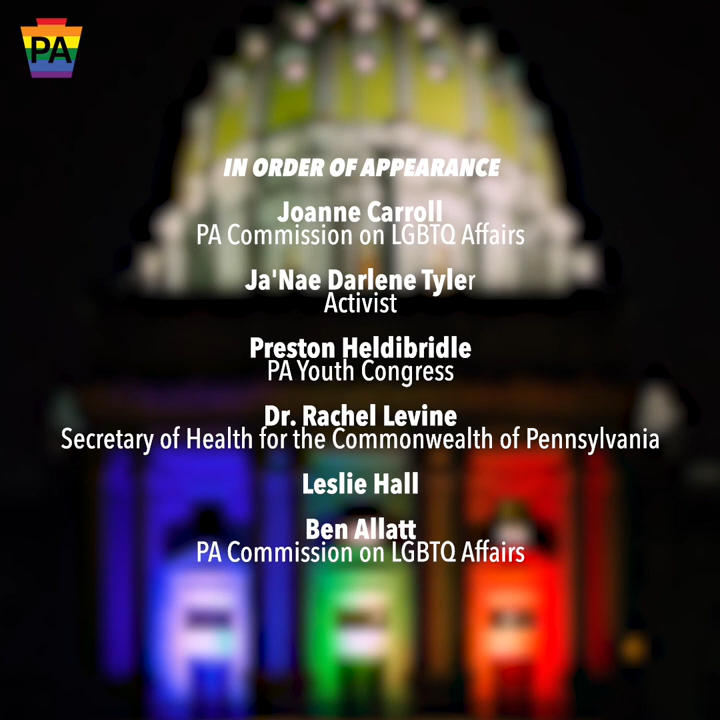 PA
IN ORDER OF APPEARANCE
Joanne Carroll
PA Commission on LGBTQ Affairs
Ja'Nae Darlene Tyler
Activist
Preston Heldibridle
PA Youth Congress
Dr. Rachel Levine
Secretary of Health for the Commonwealth of Pennsylvania
Leslie Hall
Ben Allatt
PA Commission on LGBTQ Affairs